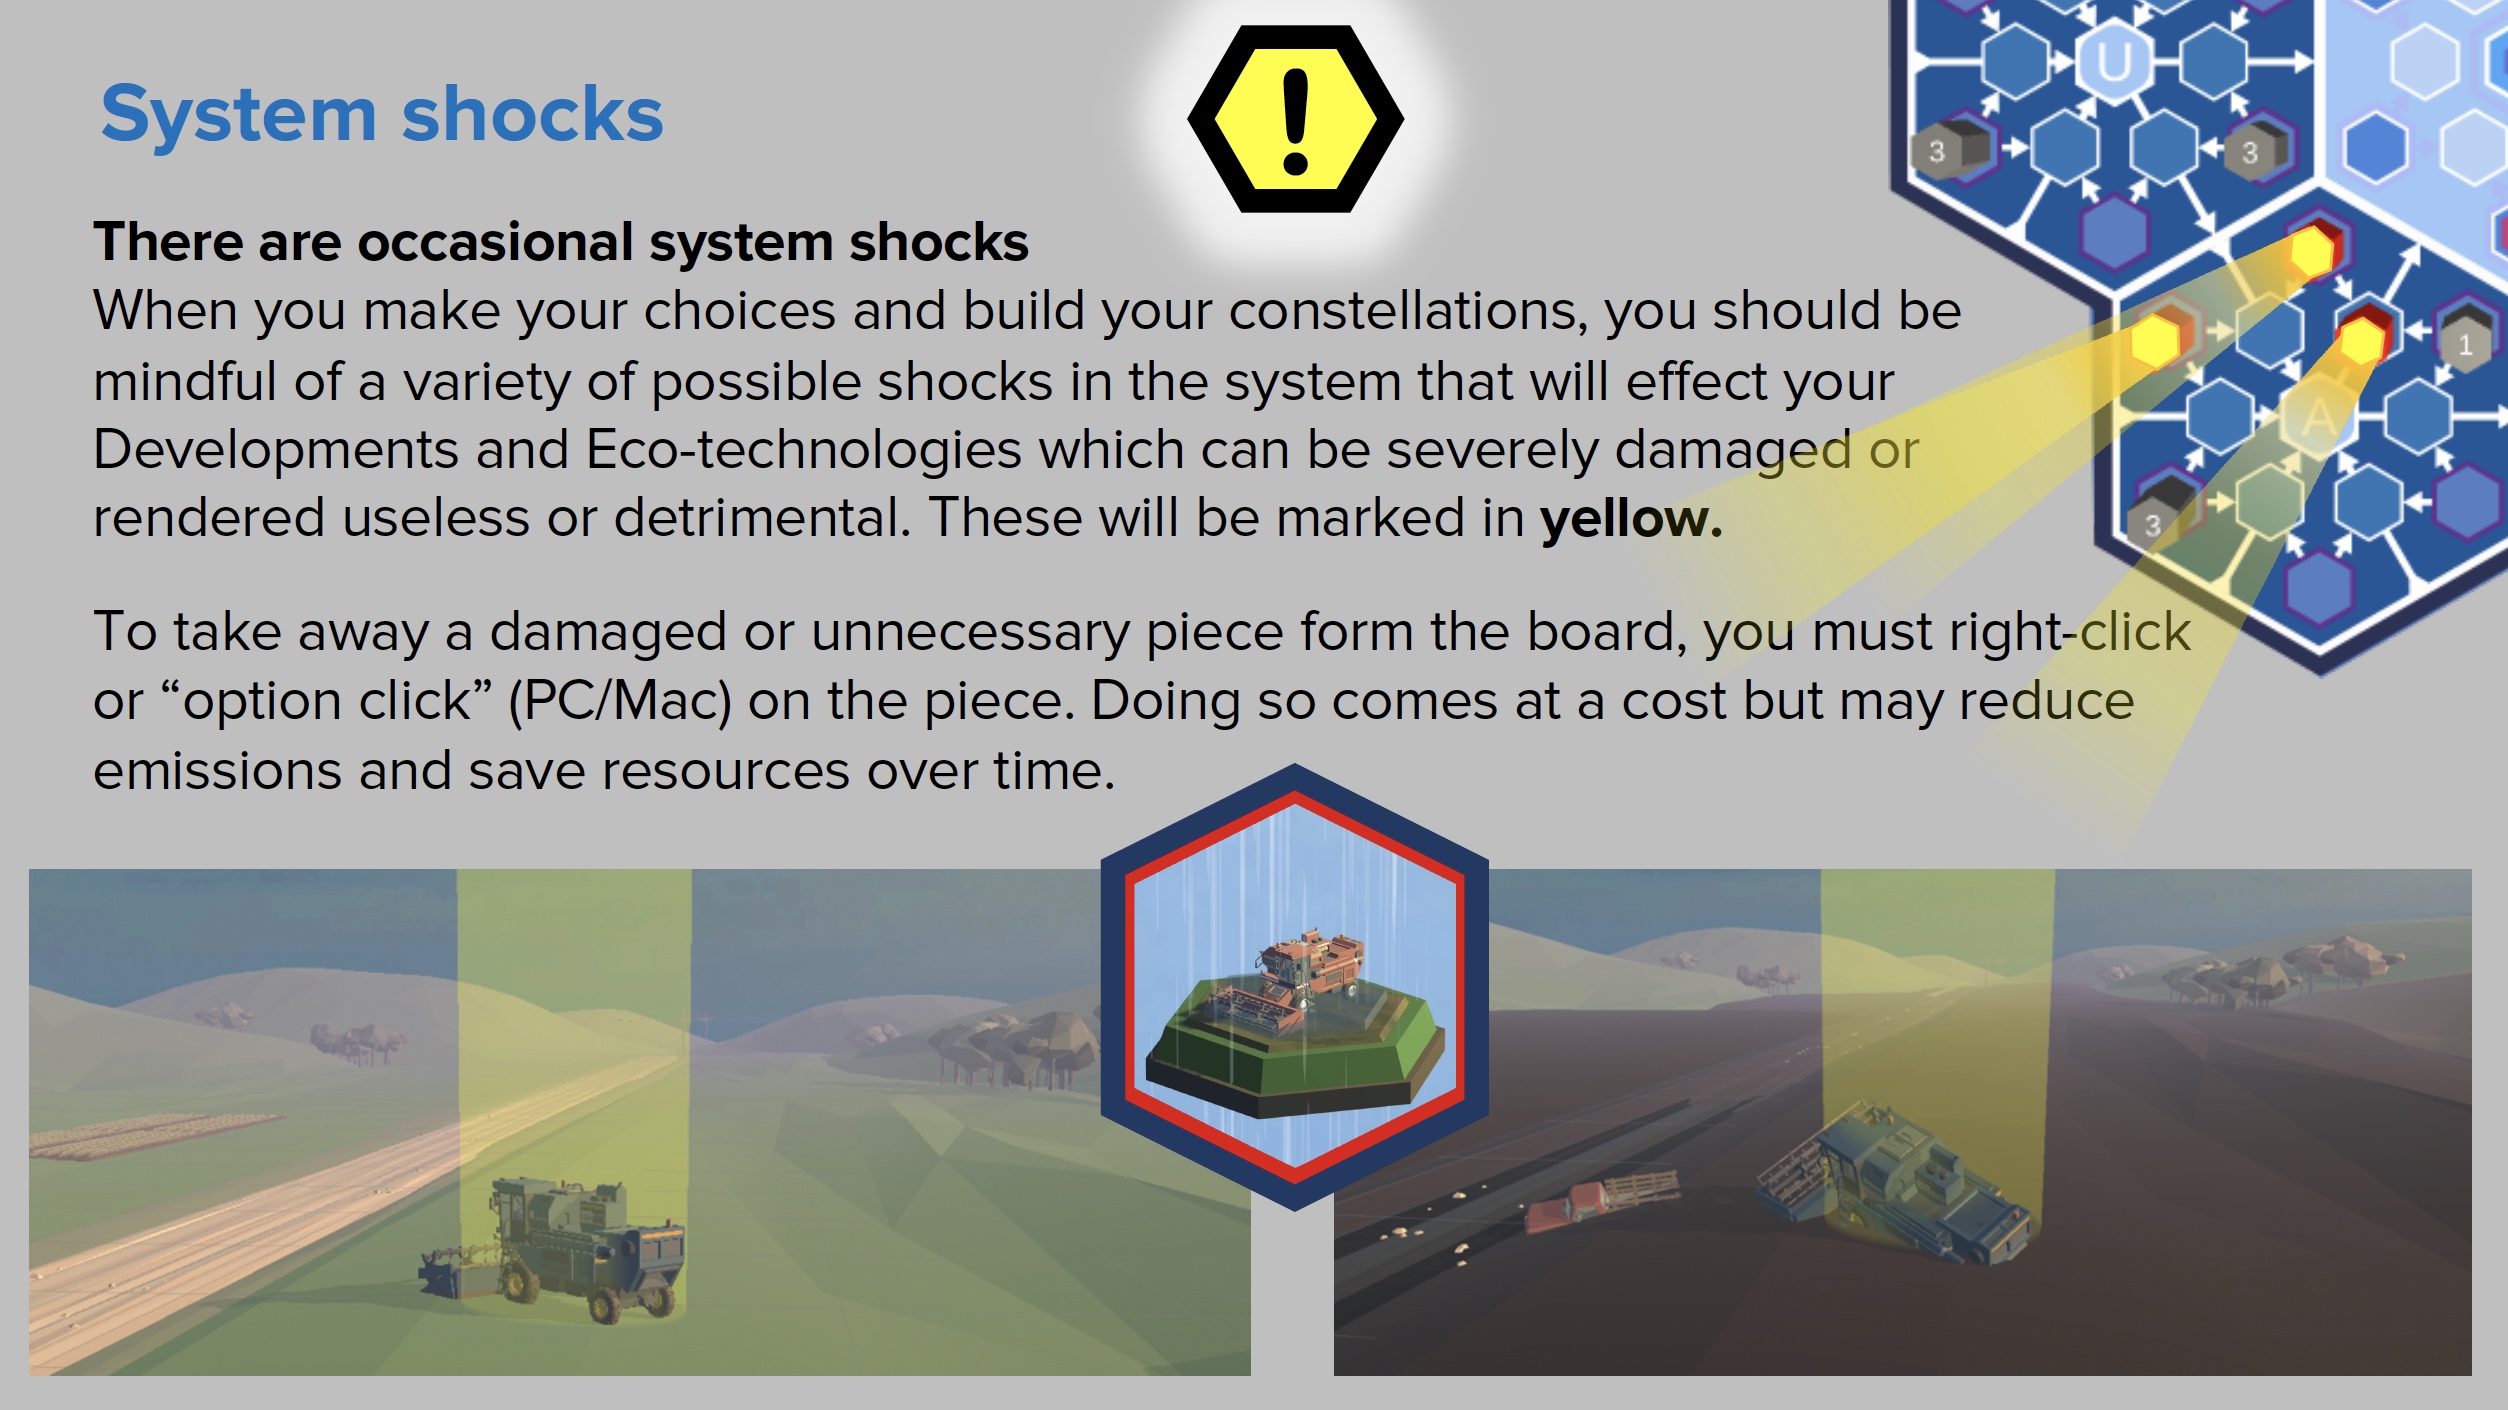 System shocks
!
There are occasional system shocks
When you make your choices and build your constellations, you should be
mindful of a variety of possible shocks in the system that will effect your
Developments and Eco-technologies which can be severely damaged or
rendered useless or detrimental. These will be marked in yellow.
To take away a damaged or unnecessary piece form the board, you must right-click
or “option click” (PC/Mac) on the piece. Doing so comes at a cost but may reduce
emissions and save resources over time.
U
3
3
1
A
3